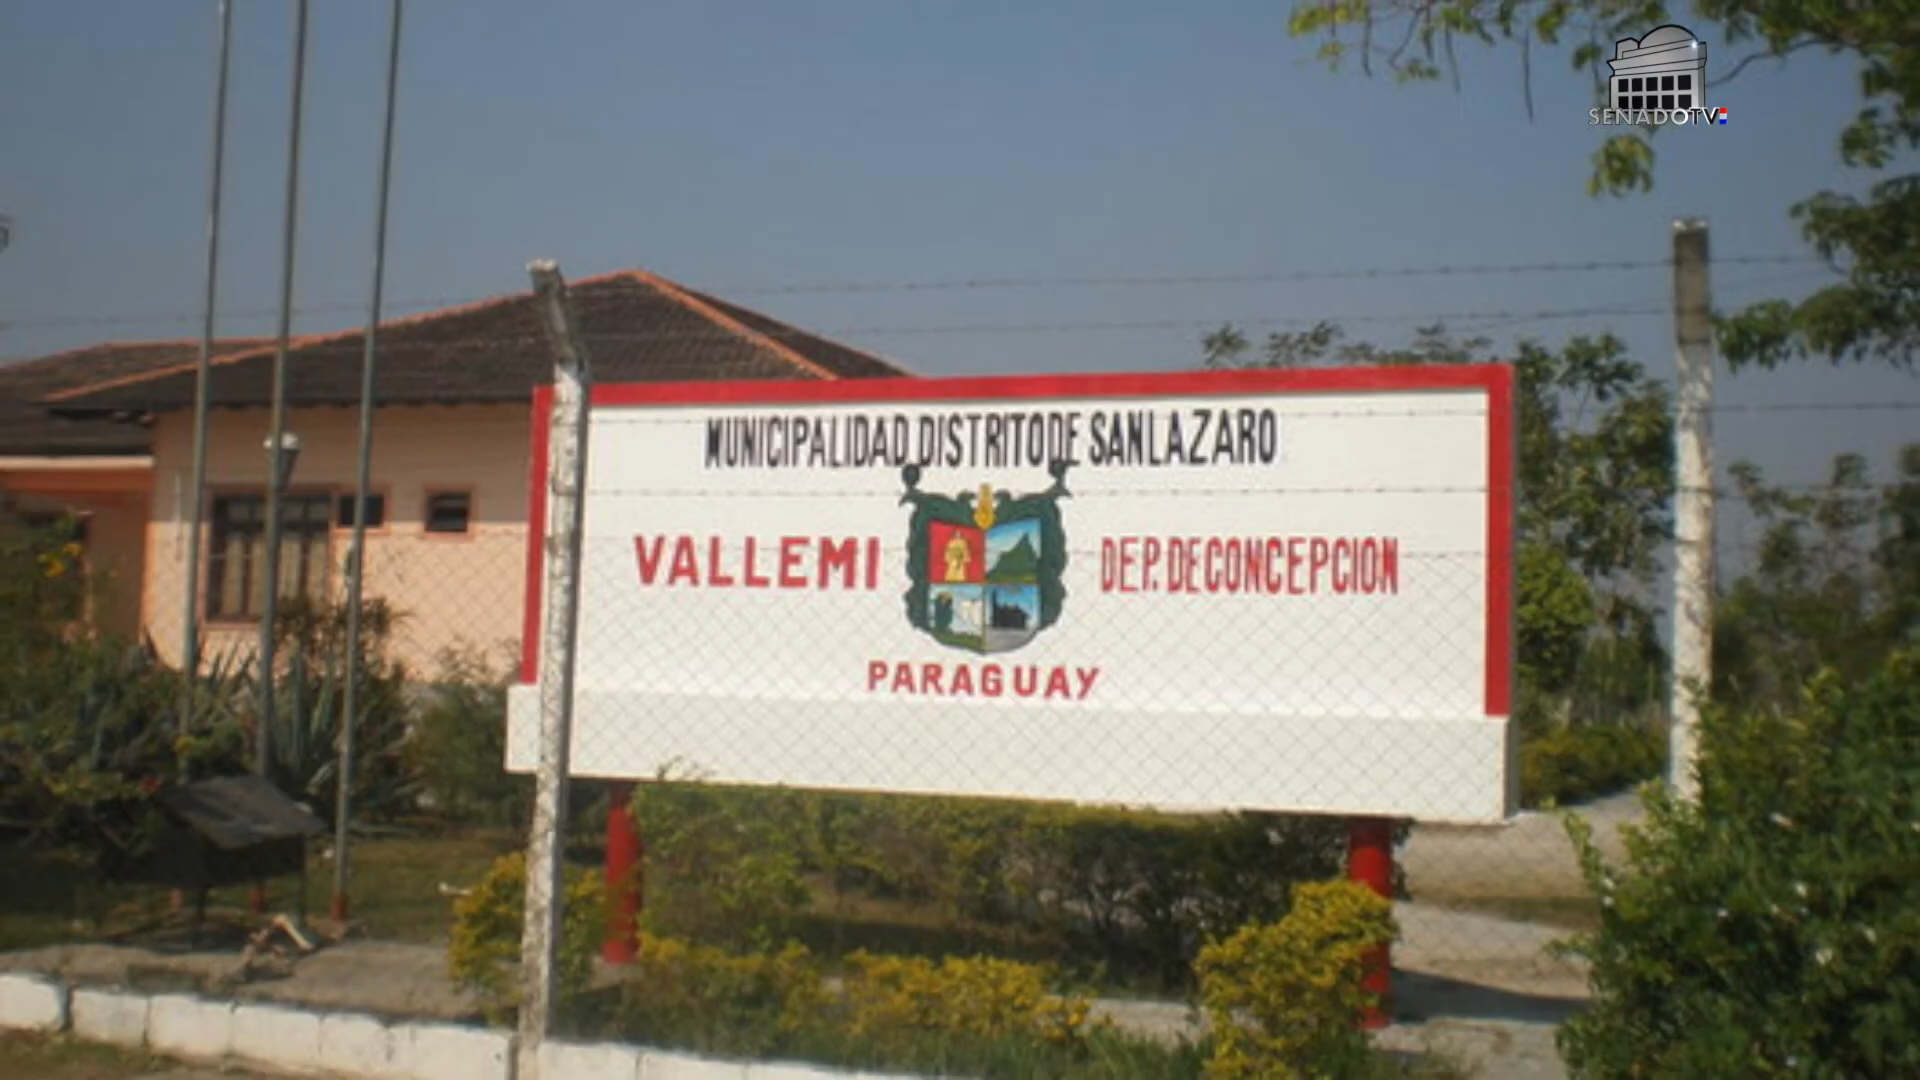 SENADOTV
MUNICIPALIDAD DISTRITO DE SAN LAZARO
VALLEMI
DEP. DE CONCEPCION
PARAGUAY